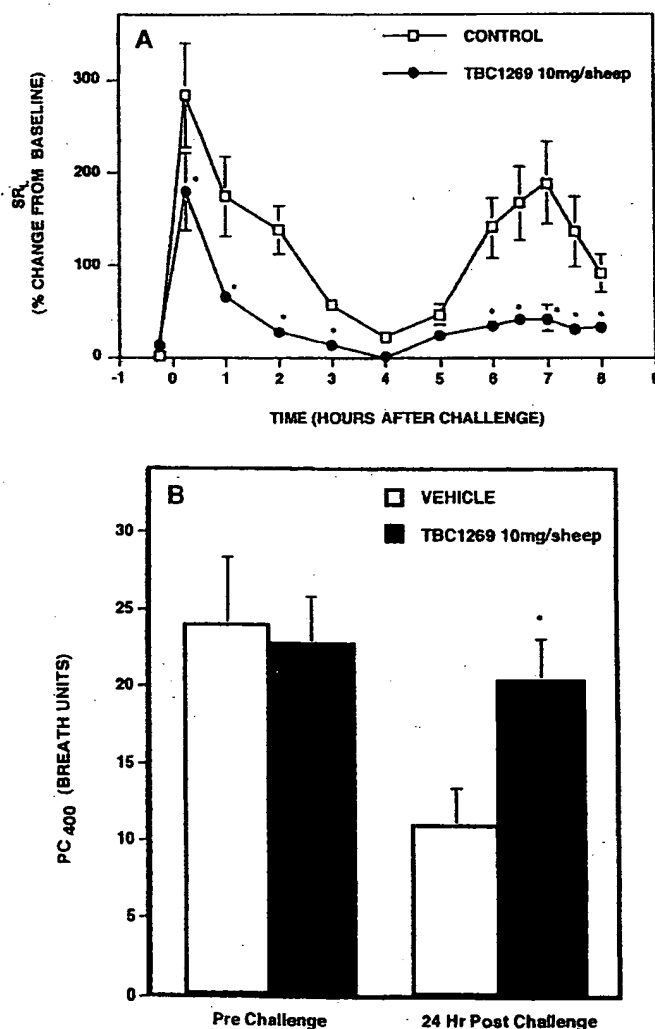 A
CONTROL
TBC1269 10mg/sheep
SRL
(% CHANGE FROM BASELINE)
300
200
100
0
-1 0 1 2 3 4 5 6 7 8 9
TIME (HOURS AFTER CHALLENGE)
B
VEHICLE
TBC1269 10mg/sheep
PC400 (BREATH UNITS)
30
25
20
15
10
5
0
Pre Challenge 24 Hr Post Challenge